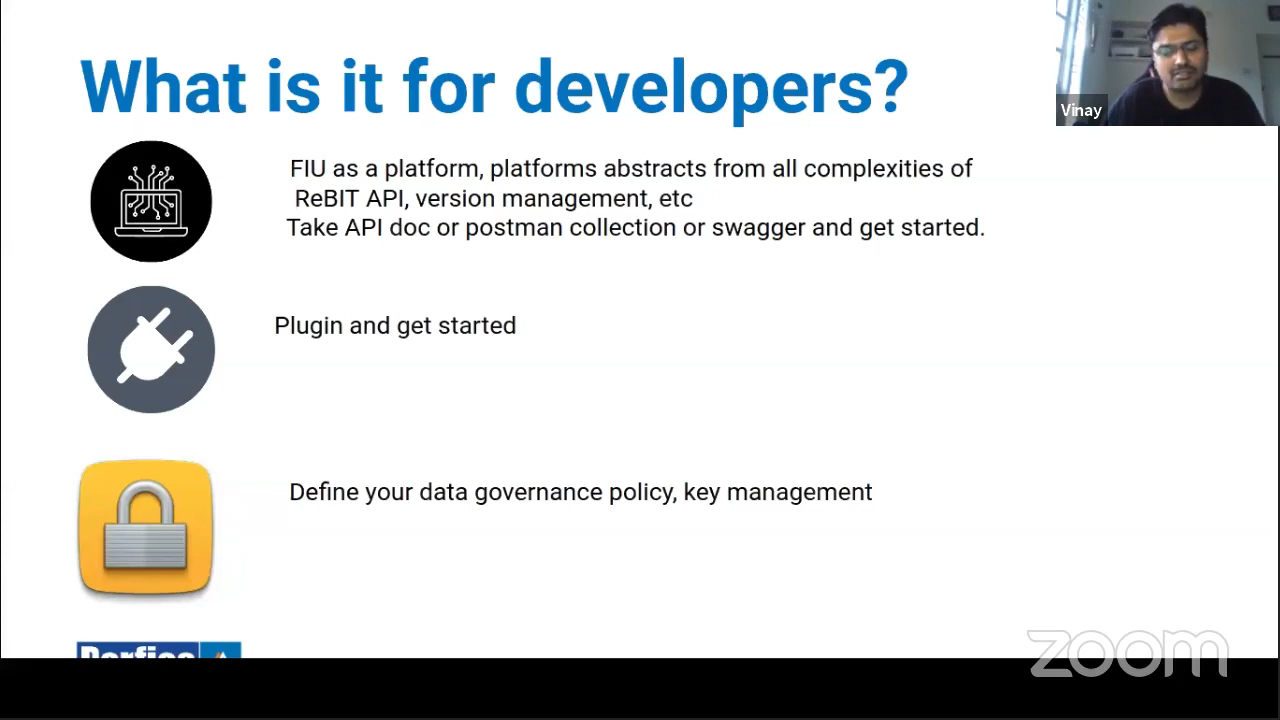 What is it for developers?
Vinay
FIU as a platform, platforms abstracts from all complexities of
ReBIT API, version management, etc
Take API doc or postman collection or swagger and get started.
Plugin and get started
Define your data governance policy, key management
Perfios
zoom